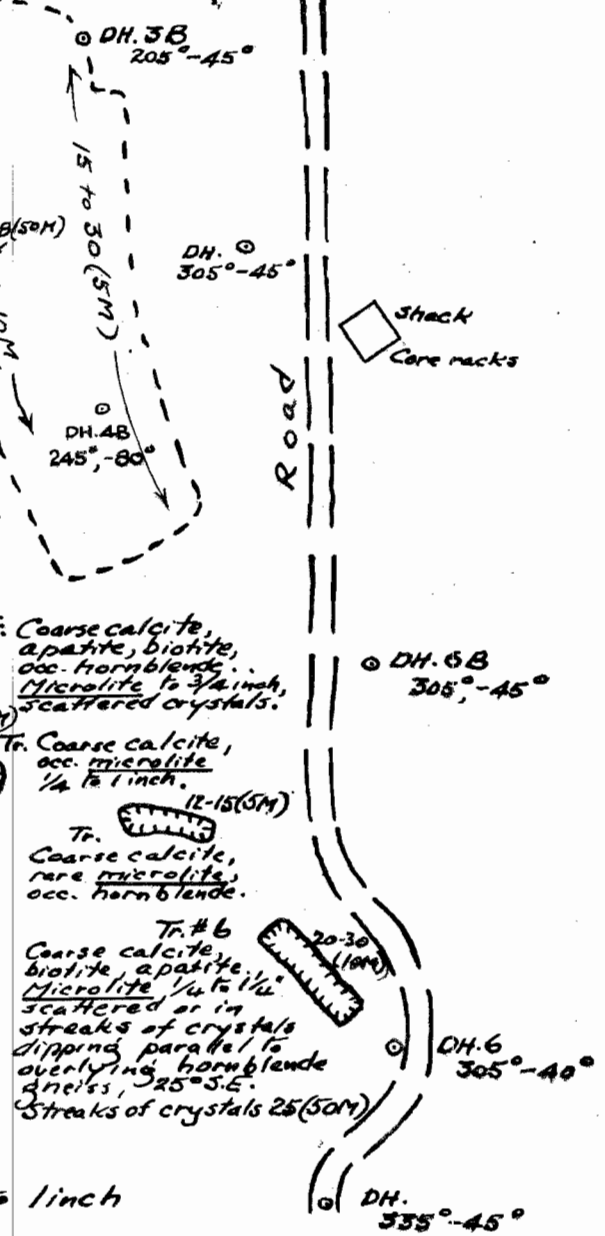 DH. 3B
205°-45°
15 to 30 (5M)
(50M)
DH.
305°-45°
shack
Core racks
10M
DH.4B
245°,-80°
Road
Coarse calcite,
apatite, biotite,
occ. hornblende..
Microlite to 3/4 inch,
scattered crystals.
DH. 6B
305°,-45°
Tr. Coarse calcite,
occ. microlite
1/4 to 1 inch.
12-15(5M)
Tr.
Coarse calcite,
rare microlite,
occ. hornblende.
Tr.#6
20-30
(10M)
Coarse calcite,
biotite, apatite,
Microlite 1/4 to 1 1/4"
scattered or in
streaks of crystals
dipping parallel to
overlying hornblende
gneiss, 25° S.E.
Streaks of crystals 25(50M)
DH.6
305°-40°
1 inch
DH.
335°-45°